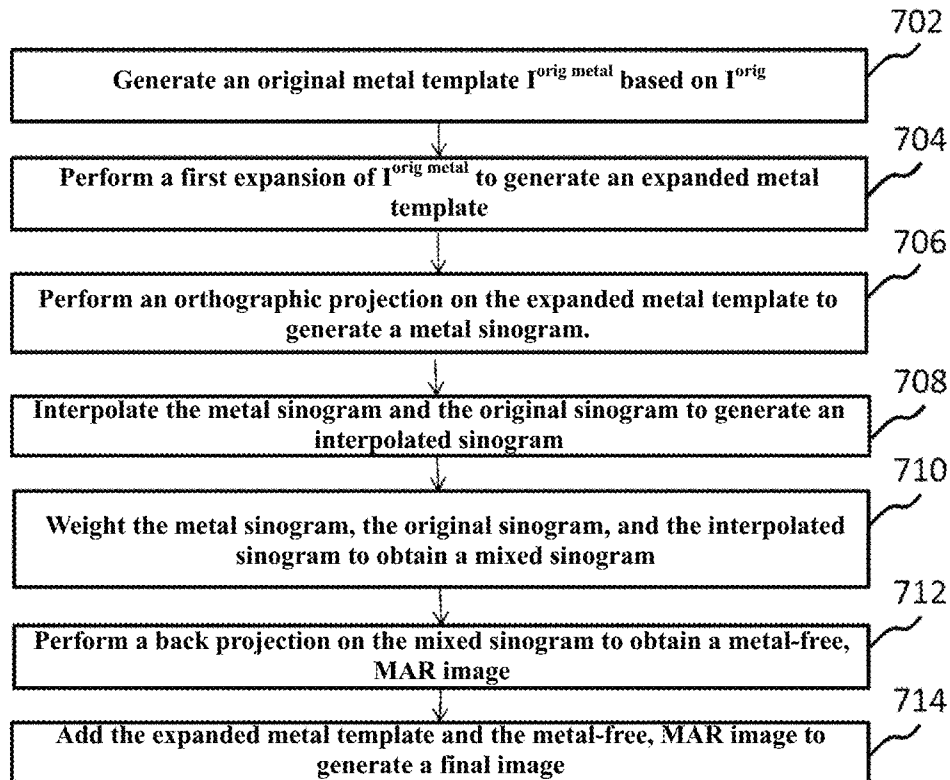 702
Generate an original metal template I^orig metal based on I^orig
704
Perform a first expansion of I^orig metal to generate an expanded metal
template
706
Perform an orthographic projection on the expanded metal template to
generate a metal sinogram.
708
Interpolate the metal sinogram and the original sinogram to generate an
interpolated sinogram
710
Weight the metal sinogram, the original sinogram, and the interpolated
sinogram to obtain a mixed sinogram
712
Perform a back projection on the mixed sinogram to obtain a metal-free,
MAR image
714
Add the expanded metal template and the metal-free, MAR image to
generate a final image